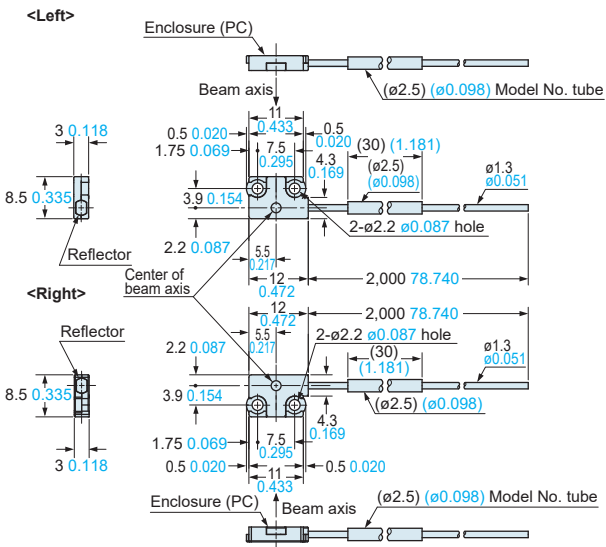 <Left>
Enclosure (PC)
(ø2.5) (ø0.098) Model No. tube
Beam axis
11
0.433
3 0.118
0.5 0.020
0.5
0.020
1.75 0.069
7.5
0.295
4.3
0.169
(30) (1.181)
(ø2.5)
(ø0.098)
ø1.3
ø0.051
8.5 0.335
3.9 0.154
2.2 0.087
2-ø2.2 ø0.087 hole
Reflector
5.5
0.217
Center of
beam axis
12
0.472
2,000 78.740
<Right>
12
0.472
2,000 78.740
Reflector
5.5
0.217
2-ø2.2 ø0.087 hole
2.2 0.087
(30)
(1.181)
ø1.3
ø0.051
8.5 0.335
3.9 0.154
(ø2.5) (ø0.098)
4.3
0.169
1.75 0.069
7.5
0.295
3 0.118
0.5 0.020
0.5 0.020
11
0.433
Enclosure (PC)
Beam axis
(ø2.5) (ø0.098) Model No. tube